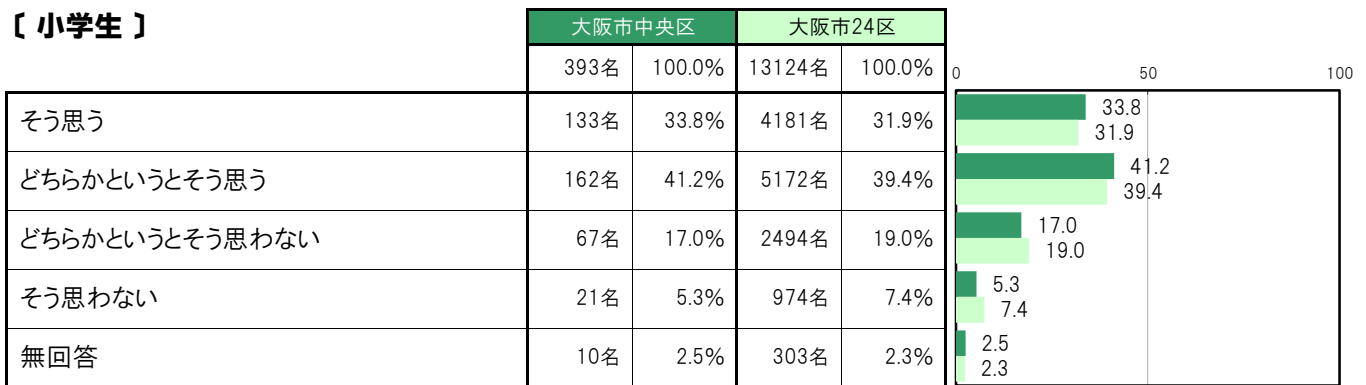 〔 小学生 〕
大阪市中央区 大阪市24区
393名 100.0% 13124名 100.0%
0 50 100
そう思う 133名 33.8% 4181名 31.9%
33.8
31.9
どちらかというとそう思う 162名 41.2% 5172名 39.4%
41.2
39.4
どちらかというとそう思わない 67名 17.0% 2494名 19.0%
17.0
19.0
そう思わない 21名 5.3% 974名 7.4%
5.3
7.4
無回答 10名 2.5% 303名 2.3%
2.5
2.3